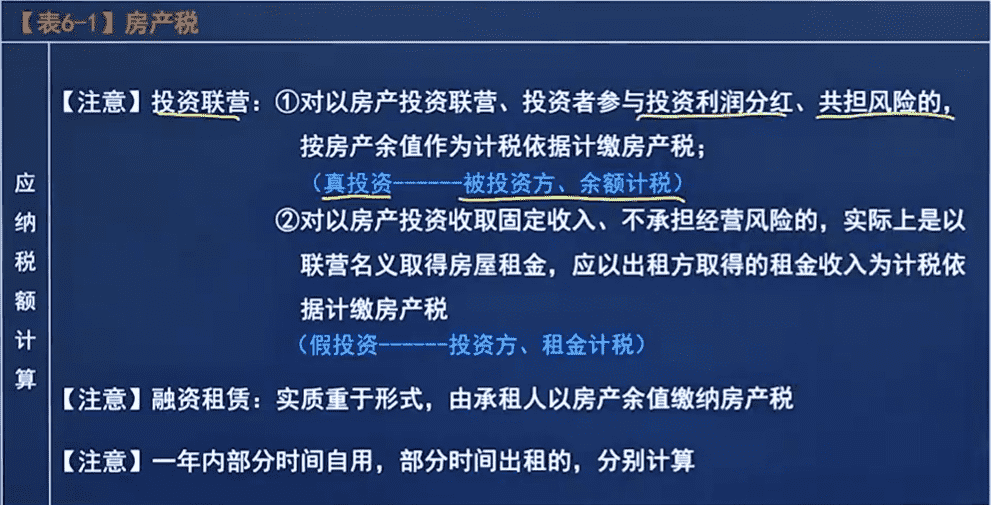 【表6-1】房产税
应纳税额计算
【注意】投资联营：①对以房产投资联营、投资者参与投资利润分红、共担风险的，
按房产余值作为计税依据计缴房产税；
（真投资------被投资方、余额计税）
②对以房产投资收取固定收入、不承担经营风险的，实际上是以
联营名义取得房屋租金，应以出租方取得的租金收入为计税依
据计缴房产税
（假投资------投资方、租金计税）
【注意】融资租赁：实质重于形式，由承租人以房产余值缴纳房产税
【注意】一年内部分时间自用，部分时间出租的，分别计算